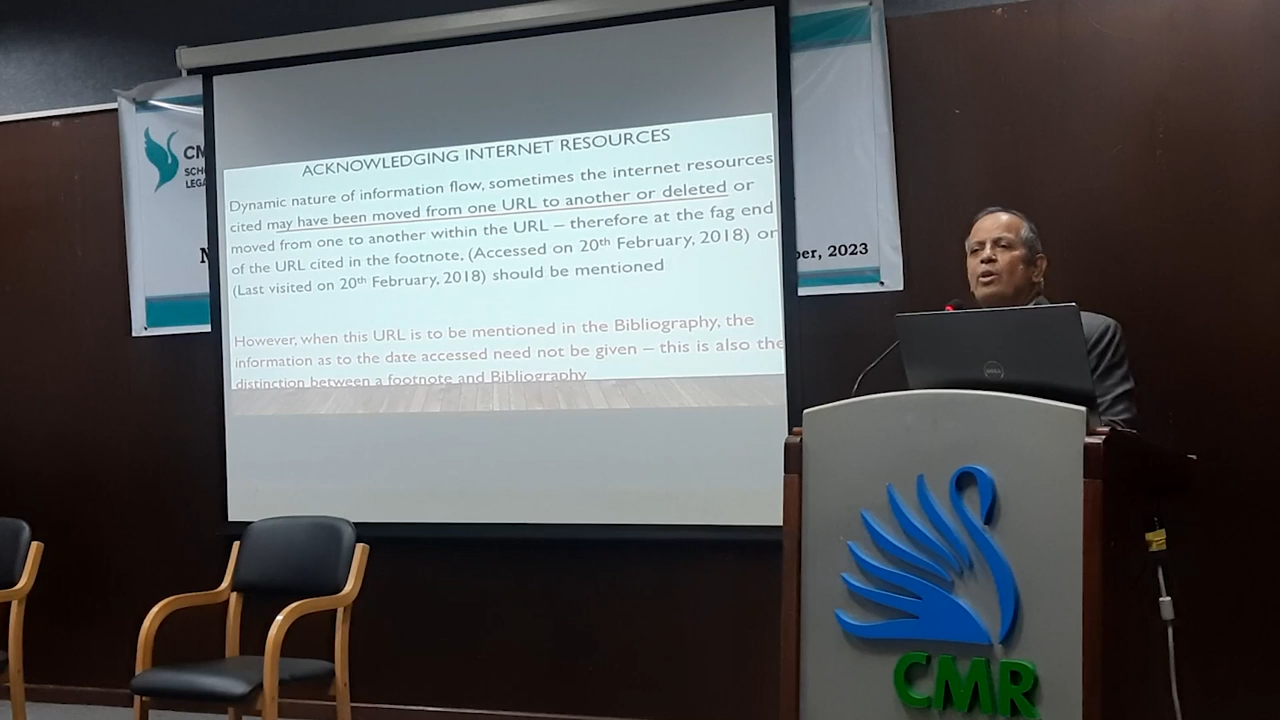 ACKNOWLEDGING INTERNET RESOURCES
Dynamic nature of information flow, sometimes the internet resources
cited may have been moved from one URL to another or deleted or
moved from one to another within the URL – therefore at the fag end
of the URL cited in the footnote, (Accessed on 20th February, 2018) or
(Last visited on 20th February, 2018) should be mentioned
However, when this URL is to be mentioned in the Bibliography, the
information as to the date accessed need not be given – this is also the
distinction between a footnote and Bibliography
CM
SCHO
LEGA
N
ber, 2023
DELL
CMR